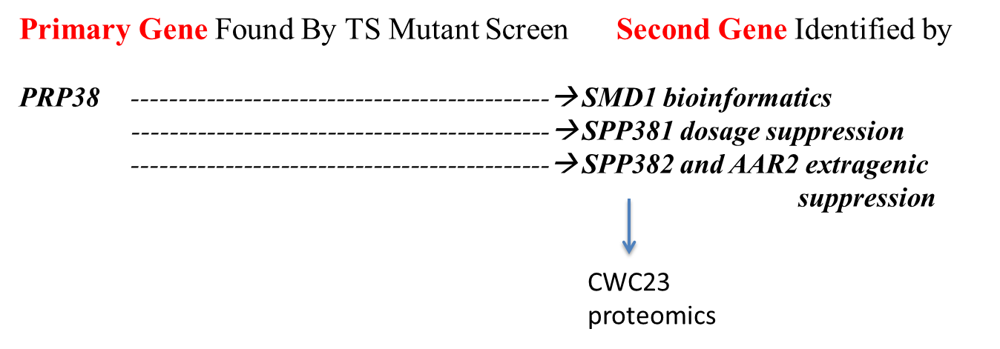 Primary Gene Found By TS Mutant Screen Second Gene Identified by
PRP38 --------------------------------------------→ SMD1 bioinformatics
--------------------------------------------→ SPP381 dosage suppression
--------------------------------------------→ SPP382 and AAR2 extragenic
suppression
CWC23
proteomics